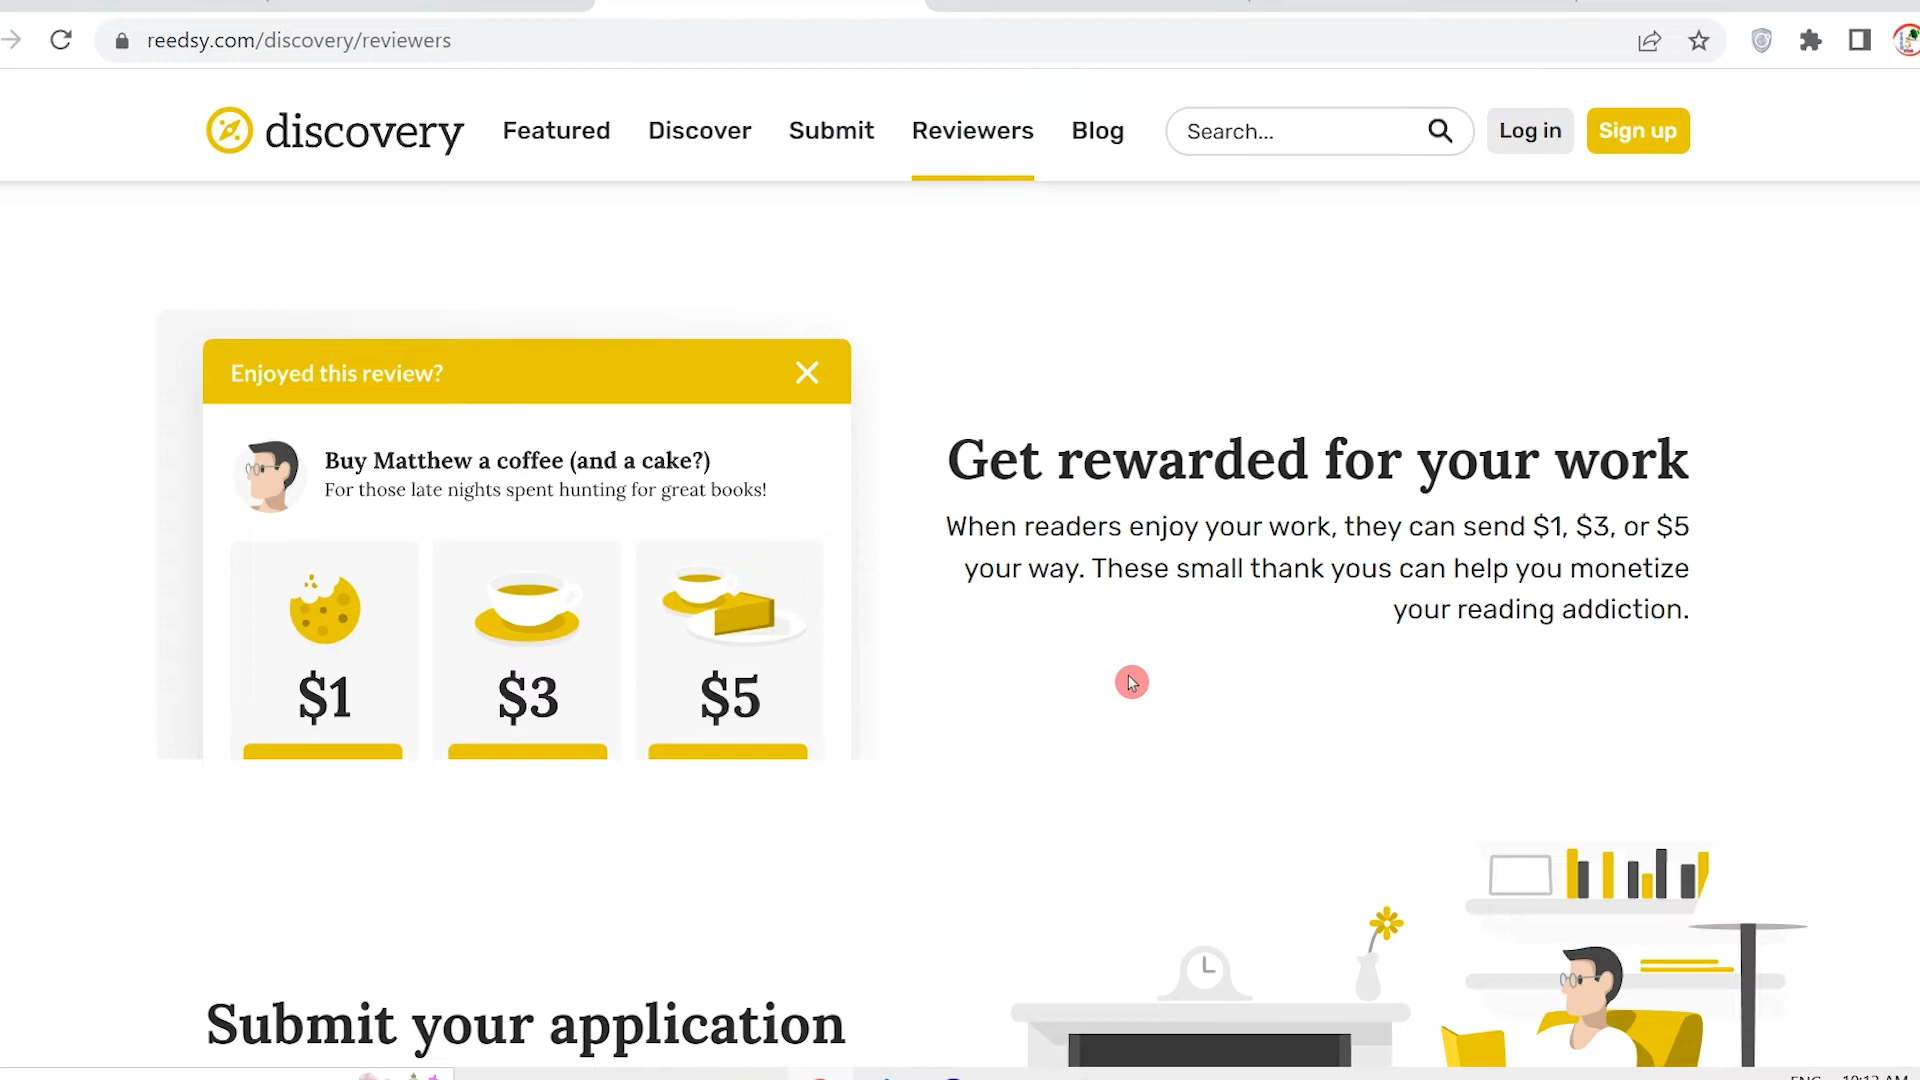 reedsy.com/discovery/reviewers
discovery Featured Discover Submit Reviewers Blog Search... Log in Sign up
Enjoyed this review?
Buy Matthew a coffee (and a cake?)
For those late nights spent hunting for great books!
$1 $3 $5
Get rewarded for your work
When readers enjoy your work, they can send $1, $3, or $5
your way. These small thank yous can help you monetize
your reading addiction.
Submit your application